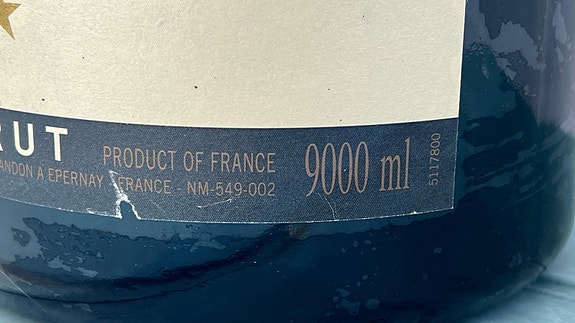 RUT
PRODUCT OF FRANCE
ANDON A EPERNAY - FRANCE - NM-549-002
9000 ml
5117800